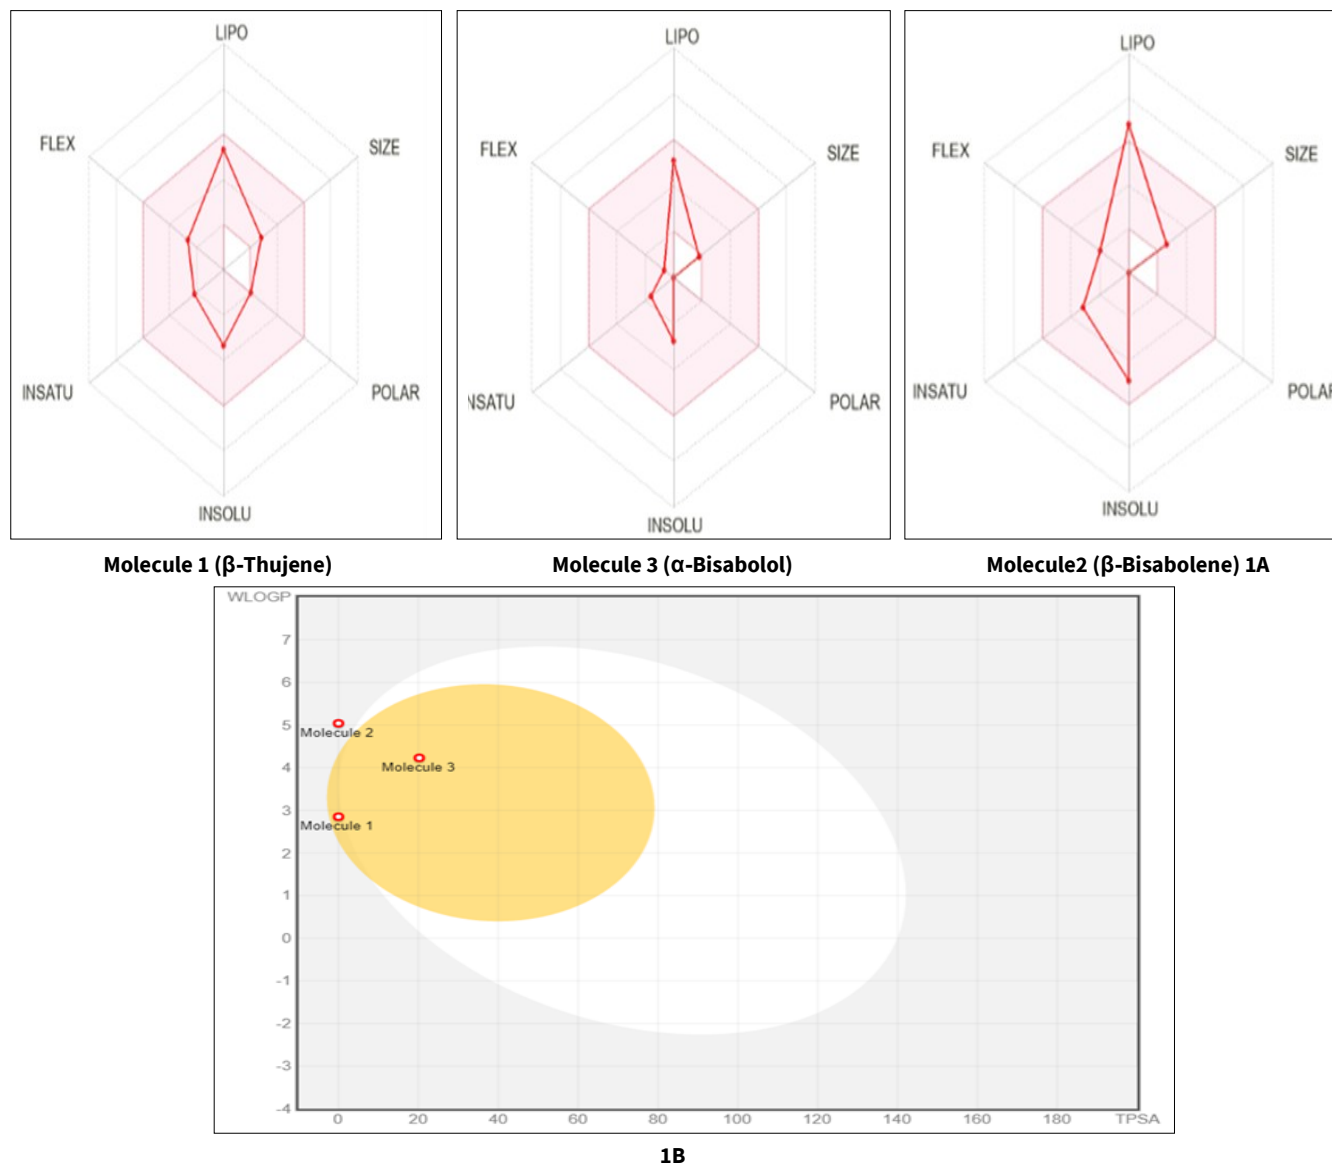 LIPO
FLEX
SIZE
INSATU
POLAR
INSOLU
LIPO
FLEX
SIZE
NSATU
POLAR
INSOLU
LIPO
FLEX
SIZE
INSATU
POLAR
INSOLU
Molecule 1 (β-Thujene)
Molecule 3 (α-Bisabolol)
Molecule2 (β-Bisabolene) 1A
WLOGP
7
6
5
Molecule 2
4
Molecule 3
3
Molecule 1
2
1
0
-1
-2
-3
-4
0 20 40 60 80 100 120 140 160 180 TPSA
1B